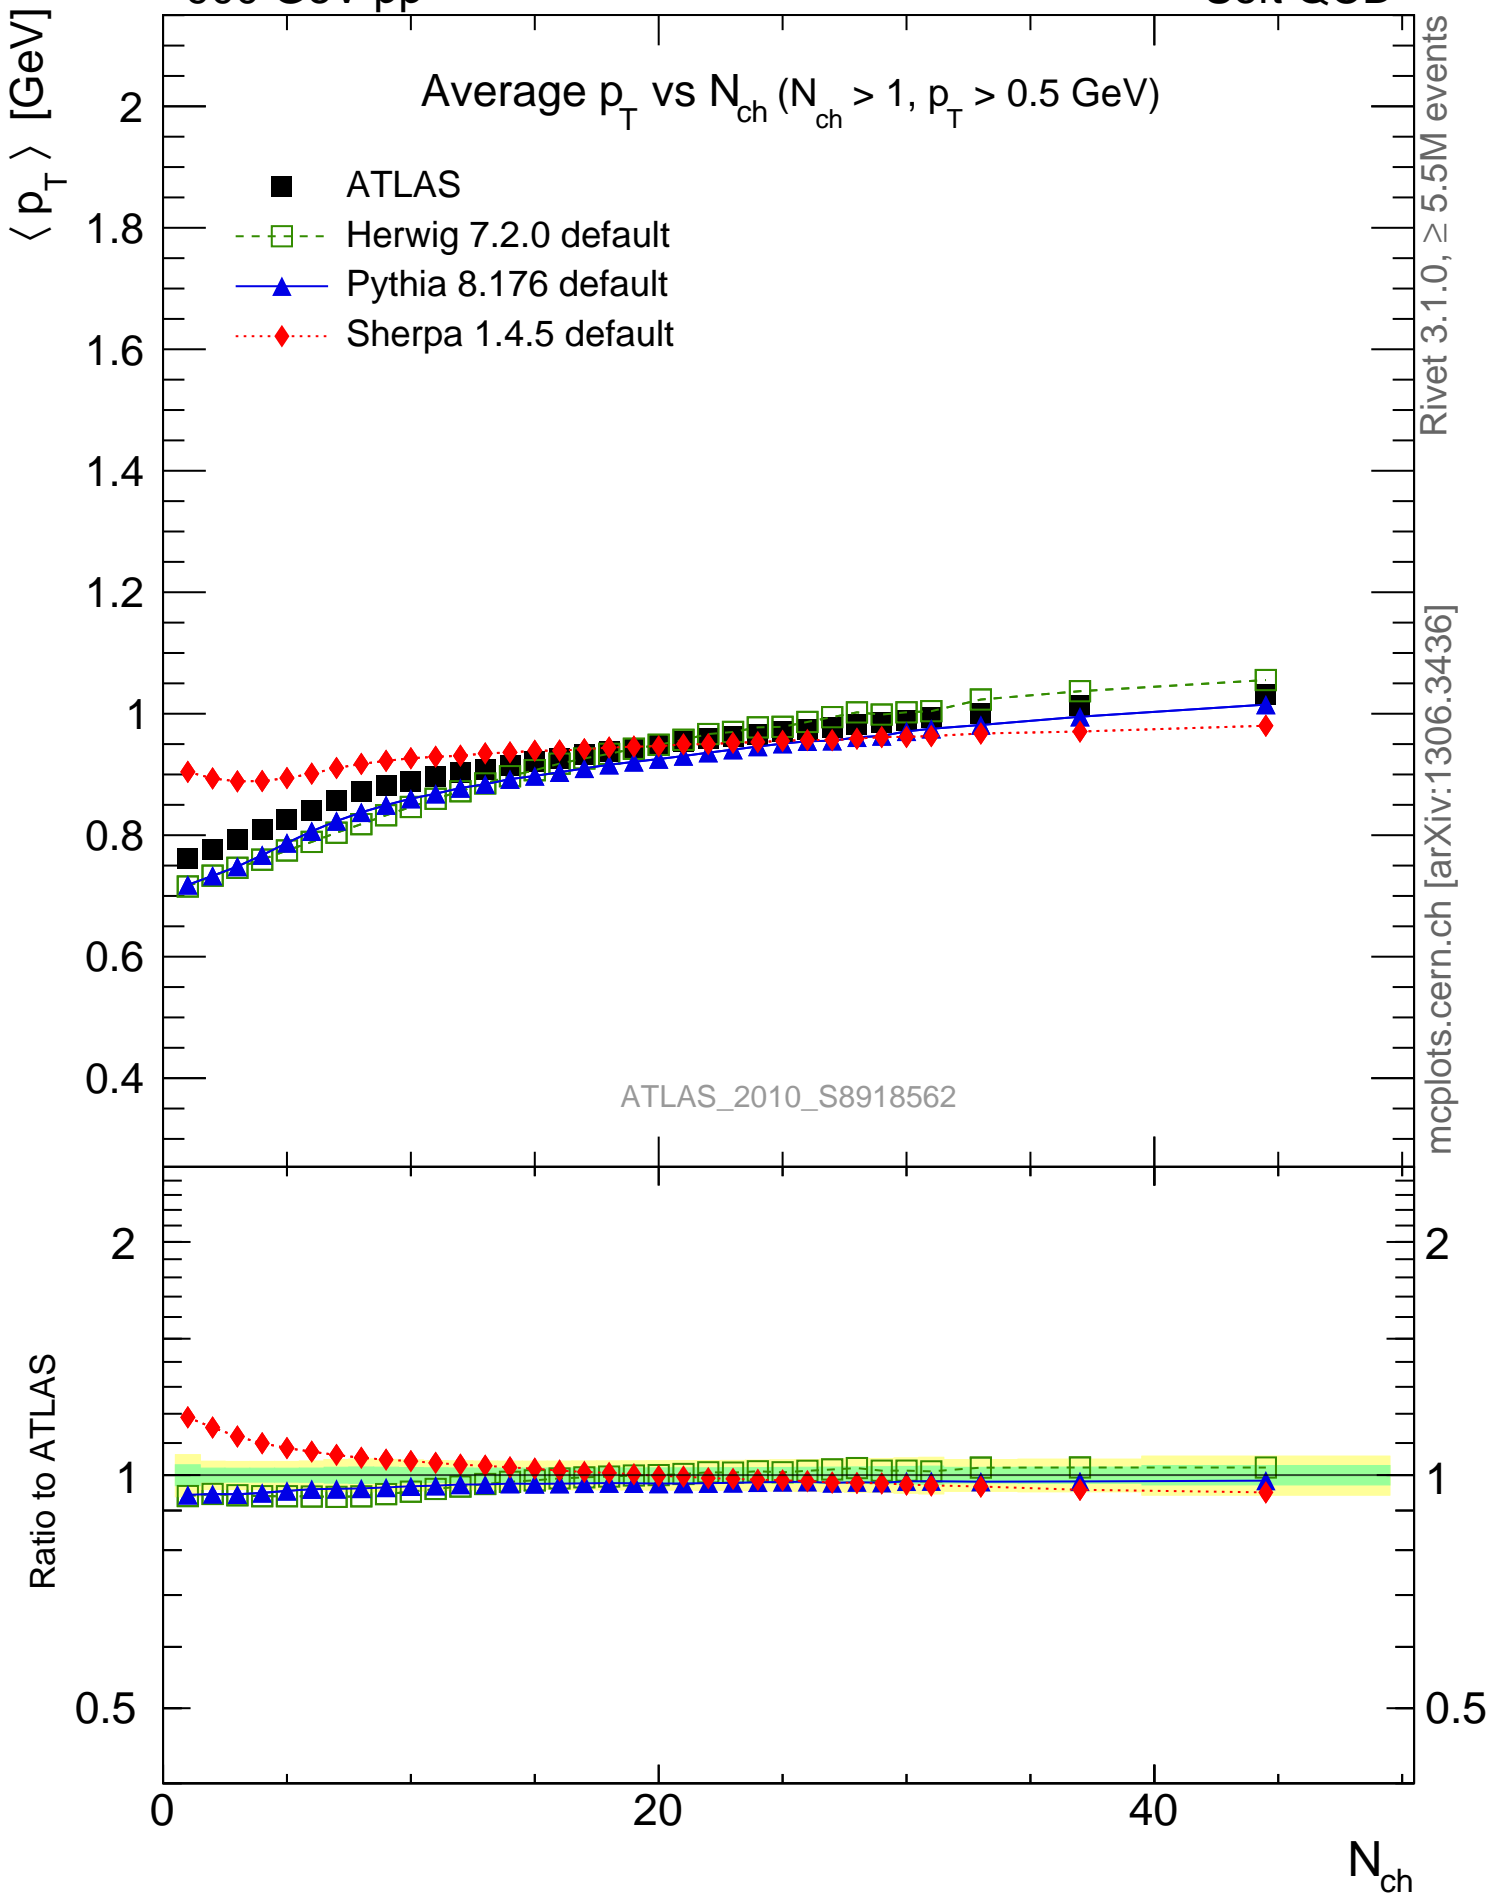 ⟨ p_T ⟩ [GeV]
Average p_T vs N_ch (N_ch > 1, p_T > 0.5 GeV)
ATLAS
Herwig 7.2.0 default
Pythia 8.176 default
Sherpa 1.4.5 default
2
1.8
1.6
1.4
1.2
1
0.8
0.6
0.4
ATLAS_2010_S8918562
Rivet 3.1.0, ≥ 5.5M events
mcplots.cern.ch [arXiv:1306.3436]
Ratio to ATLAS
2
1
0.5
2
1
0.5
0
20
40
N_ch